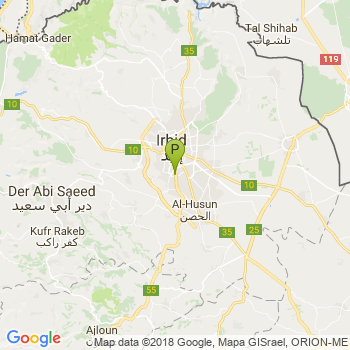 Tal Shihab
تل شهاب
Hamat Gader
35
119
10
Irbid
إربد
P
10
10
Der Abi Saeed
دير أبي سعيد
Al-Husun
الحصن
Kufr Rakeb
كفر راكب
35
25
55
Ajloun
Google
Map data ©2018 Google, Mapa GISrael, ORION-ME